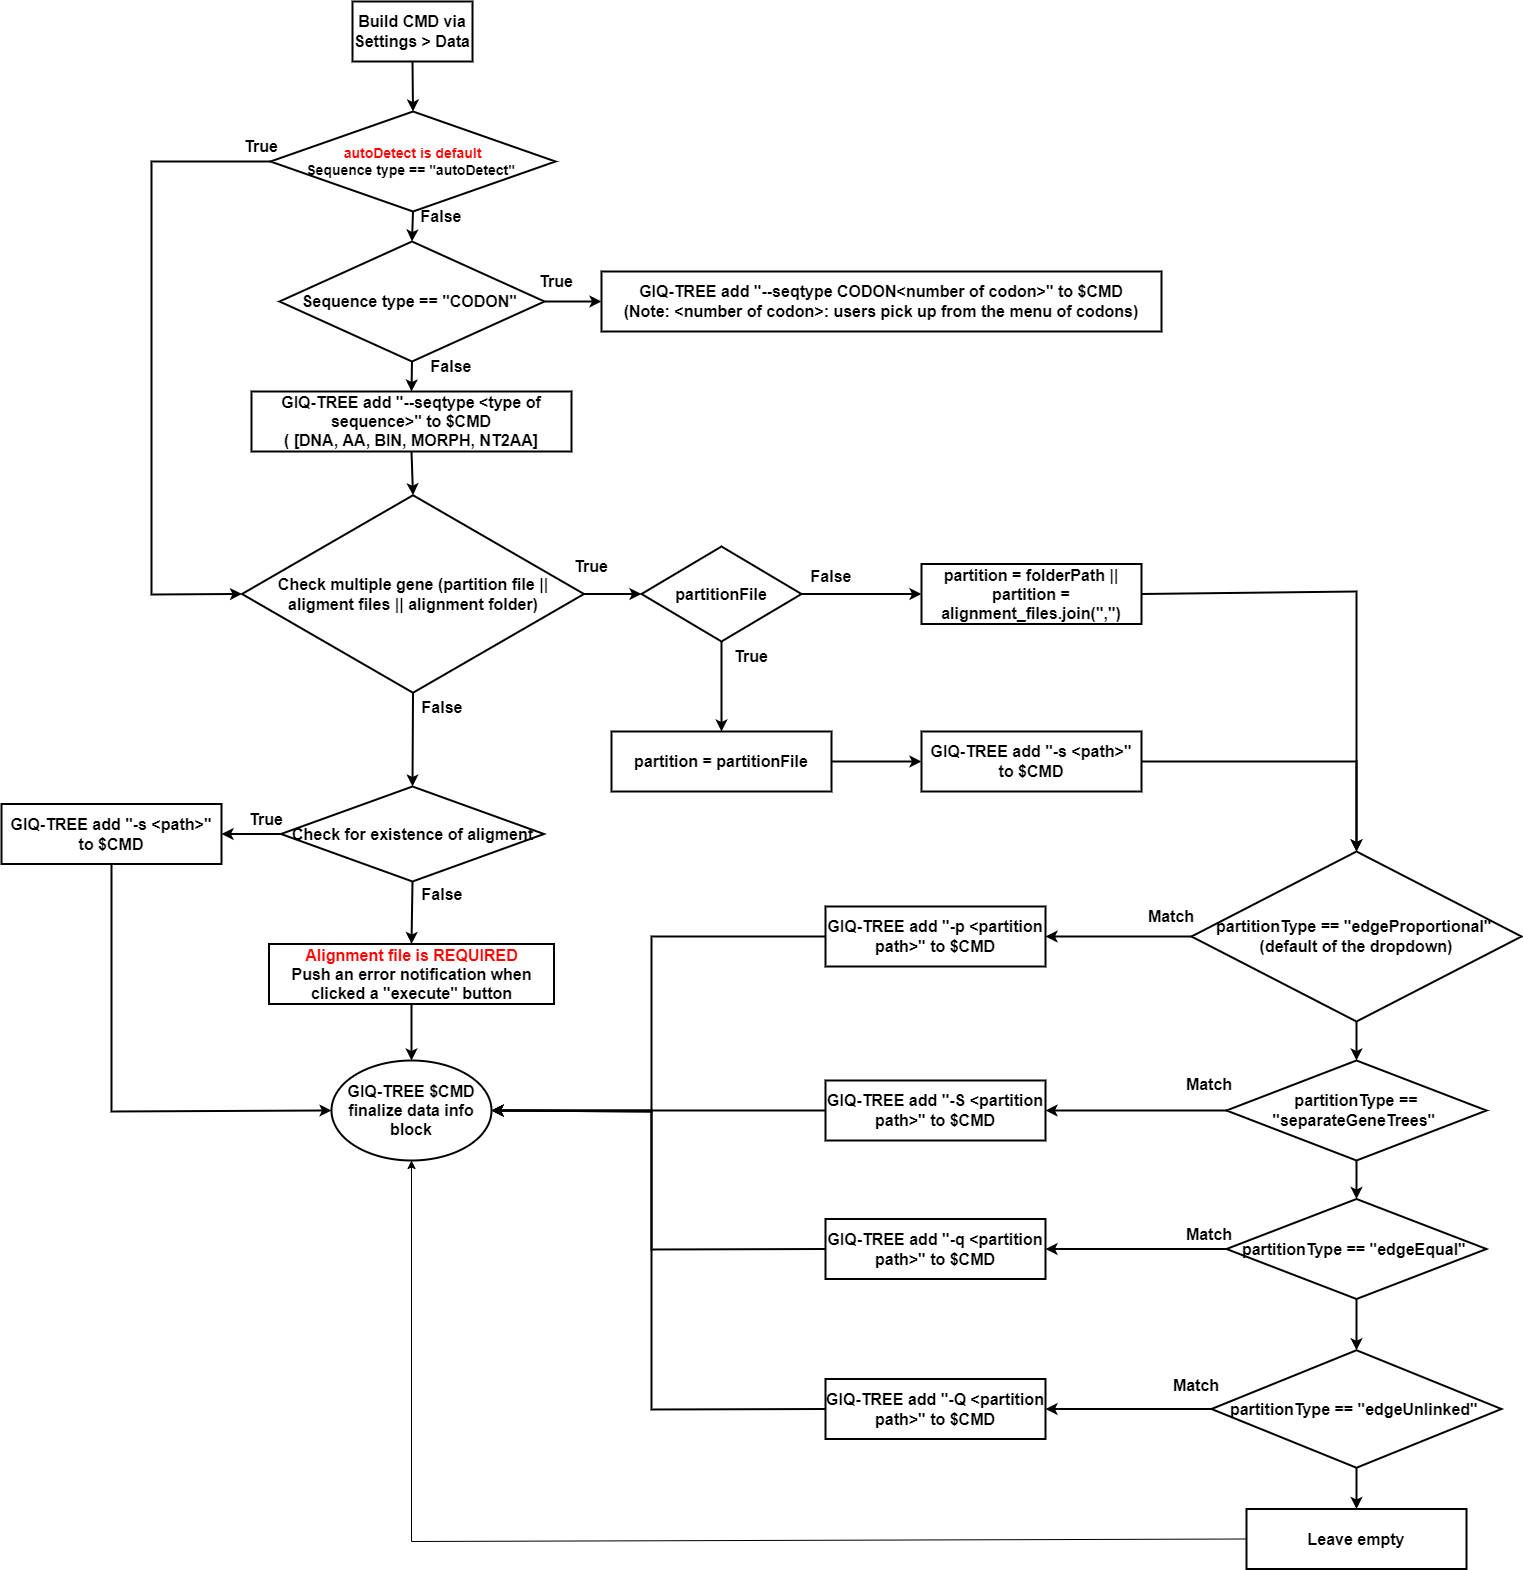 Build CMD via
Settings > Data
True
autoDetect is default
Sequence type == "autoDetect"
False
Sequence type == "CODON"
True
GIQ-TREE add "--seqtype CODON<number of codon>" to $CMD
(Note: <number of codon>: users pick up from the menu of codons)
False
GIQ-TREE add "--seqtype <type of
sequence>" to $CMD
( [DNA, AA, BIN, MORPH, NT2AA]
Check multiple gene (partition file ||
aligment files || alignment folder)
True
partitionFile
False
partition = folderPath ||
partition =
alignment_files.join(",")
True
False
partition = partitionFile
GIQ-TREE add "-s <path>"
to $CMD
GIQ-TREE add "-s <path>"
to $CMD
True
Check for existence of aligment
False
Alignment file is REQUIRED
Push an error notification when
clicked a "execute" button
GIQ-TREE $CMD
finalize data info
block
GIQ-TREE add "-p <partition
path>" to $CMD
Match
partitionType == "edgeProportional"
(default of the dropdown)
GIQ-TREE add "-S <partition
path>" to $CMD
Match
partitionType ==
"separateGeneTrees"
GIQ-TREE add "-q <partition
path>" to $CMD
Match
partitionType == "edgeEqual"
GIQ-TREE add "-Q <partition
path>" to $CMD
Match
partitionType == "edgeUnlinked"
Leave empty